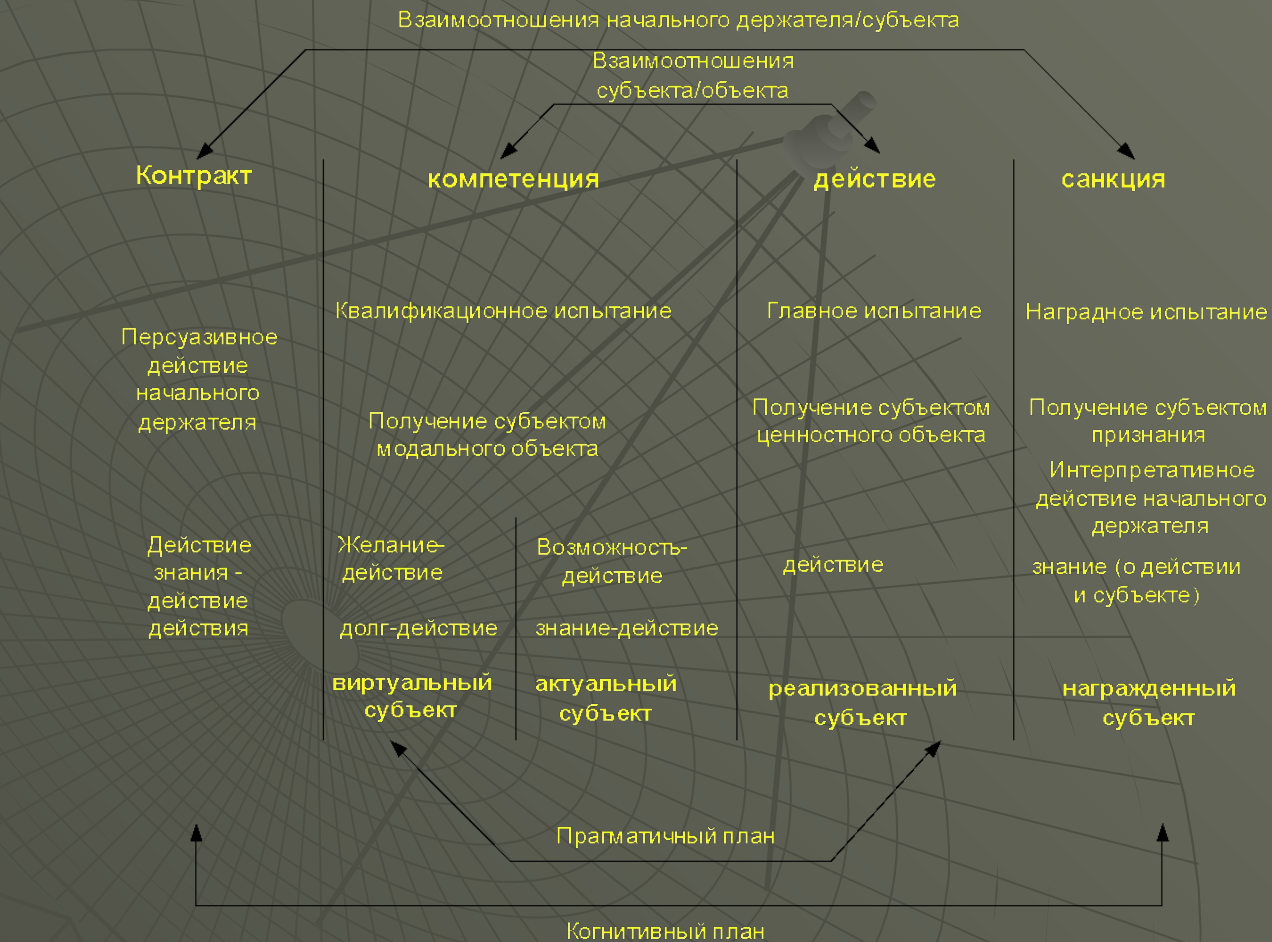 Взаимоотношения начального держателя/субъекта
Взаимоотношения
субъекта/объекта
Контракт
компетенция
действие
санкция
Персуазивное
действие
начального
держателя
Действие
знания -
действие
действия
Квалификационное испытание
Получение субъектом
модального объекта
Желание-
действие
долг-действие
виртуальный
субъект
Возможность-
действие
знание-действие
актуальный
субъект
Главное испытание
Получение субъектом
ценностного объекта
действие
реализованный
субъект
Наградное испытание
Получение субъектом
признания
Интерпретативное
действие начального
держателя
знание (о действии
и субъекте)
награжденный
субъект
Прагматичный план
Когнитивный план